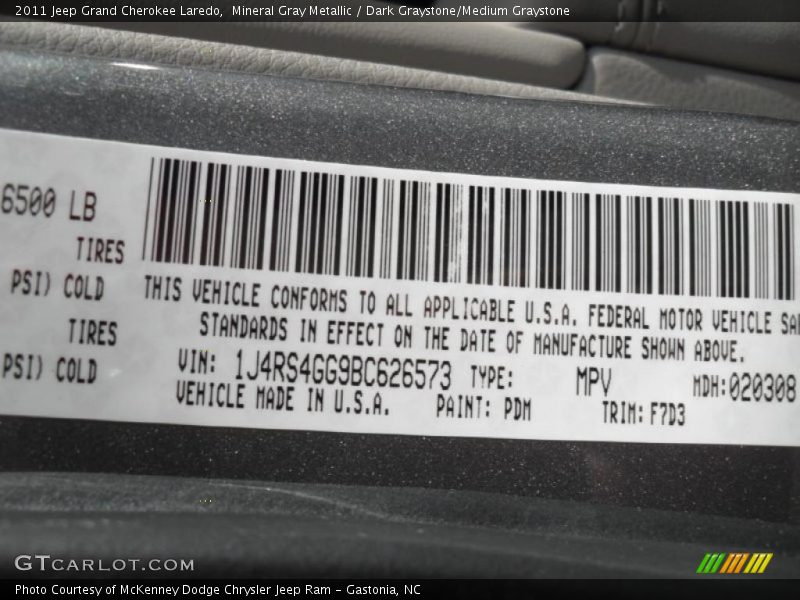 2011 Jeep Grand Cherokee Laredo,  Mineral Gray Metallic / Dark Graystone/Medium Graystone
6500 LB
TIRES
PSI) COLD
THIS VEHICLE CONFORMS TO ALL APPLICABLE U.S.A. FEDERAL MOTOR VEHICLE SA
TIRES
STANDARDS IN EFFECT ON THE DATE OF MANUFACTURE SHOWN ABOVE.
PSI) COLD
VIN: 1J4RS4GG9BC626573 TYPE: MPV MDH:020308
VEHICLE MADE IN U.S.A. PAINT: PDM TRIM: F7D3
GTCARLOT.COM
Photo Courtesy of McKenney Dodge Chrysler Jeep Ram - Gastonia, NC